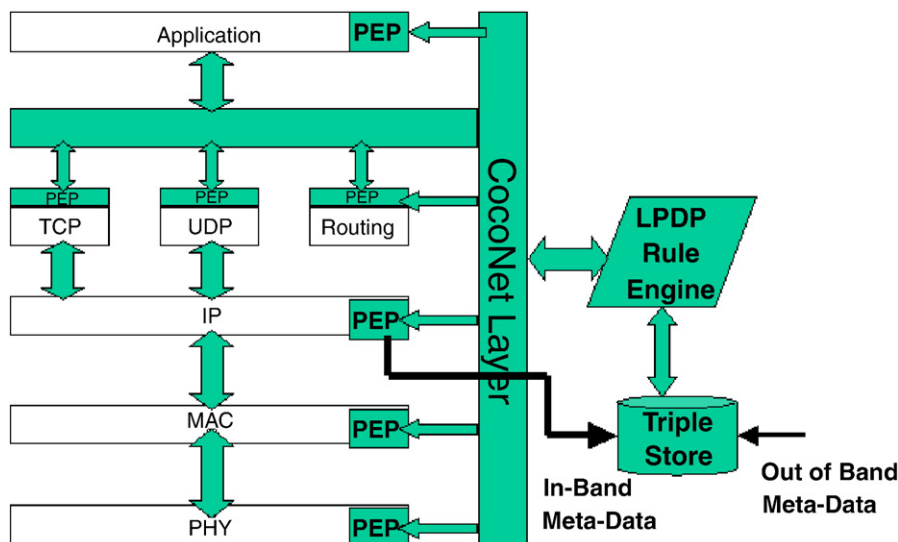 Application
PEP
PEP
PEP
PEP
TCP
UDP
Routing
IP
PEP
MAC
PEP
PHY
PEP
CocoNet Layer
LPDP
Rule
Engine
Triple
Store
In-Band
Meta-Data
Out of Band
Meta-Data